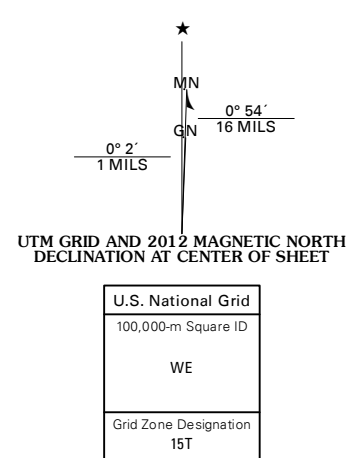 ★
MN
0° 54´
16 MILS
GN
0° 2´
1 MILS
UTM GRID AND 2012 MAGNETIC NORTH
DECLINATION AT CENTER OF SHEET
U.S. National Grid
100,000-m Square ID
WE
Grid Zone Designation
15T